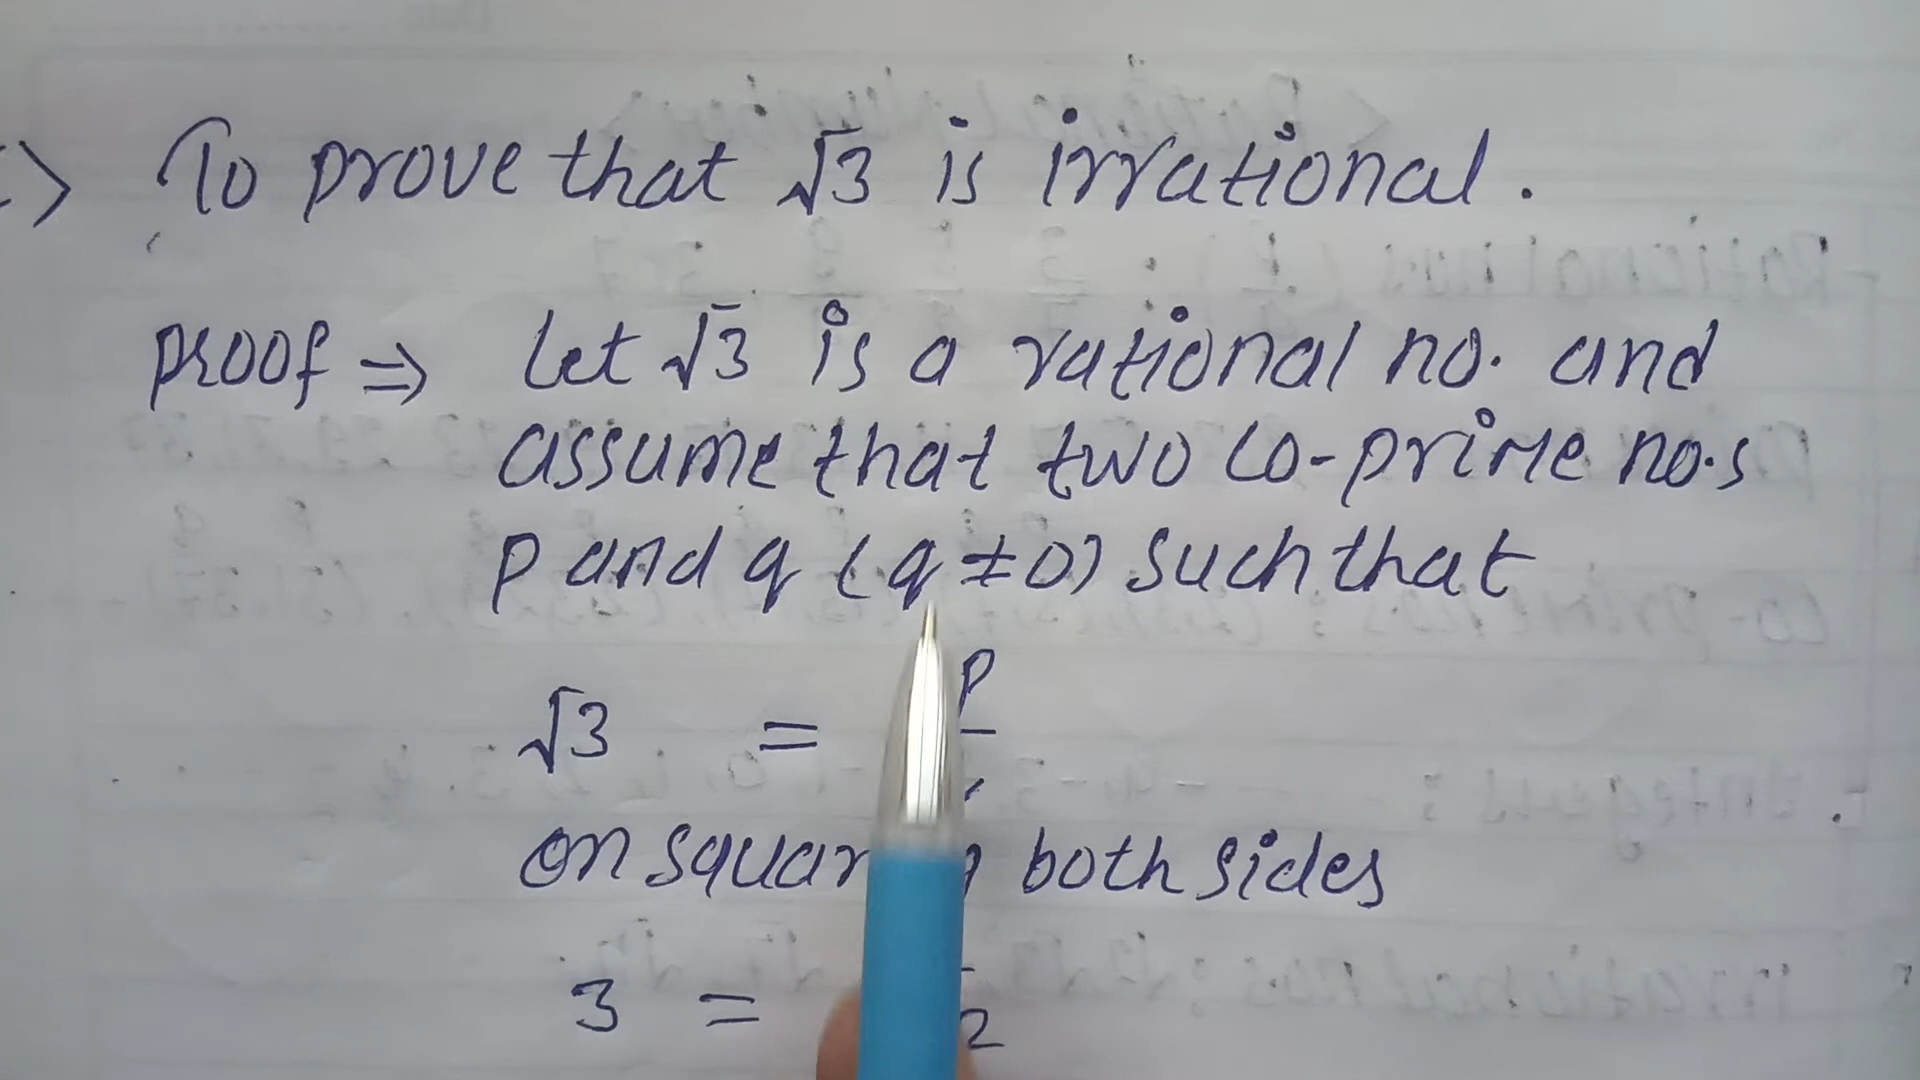 To prove that √3 is irrational.
proof ⇒ Let √3 is a rational no. and
assume that two co-prime no.s
p and q (q ≠ 0) such that
√3 = p
on both sides
3 = 2